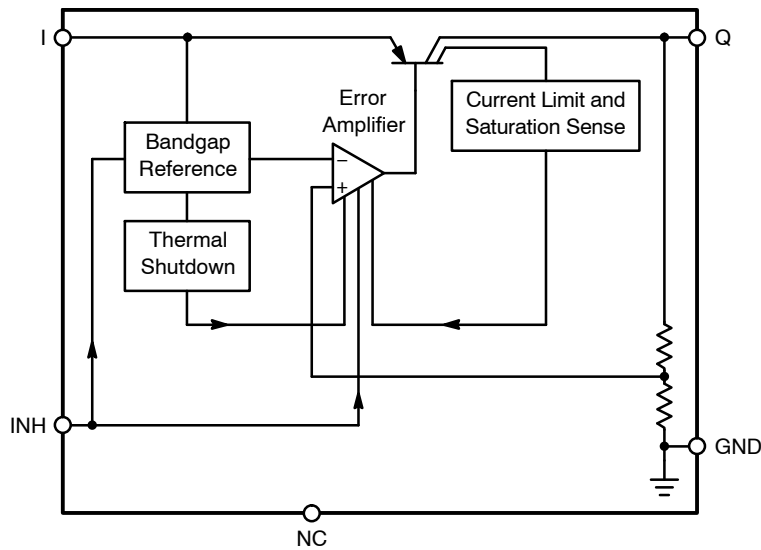 I
Q
Error
Amplifier
Current Limit and
Saturation Sense
Bandgap
Reference
−
+
Thermal
Shutdown
INH
GND
NC